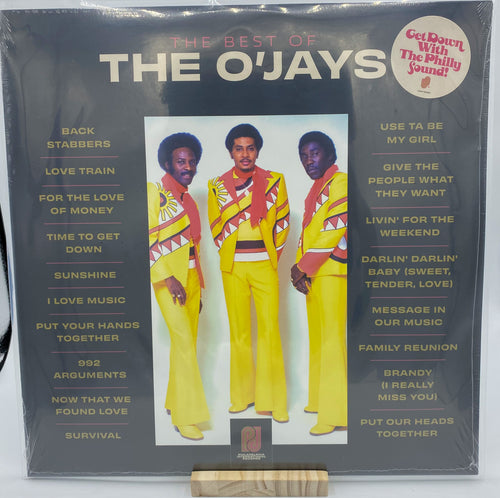 THE BEST OF
THE O'JAYS
Get Down
With
The Philly
Sound!
BACK
STABBERS
LOVE TRAIN
FOR THE LOVE
OF MONEY
TIME TO GET
DOWN
SUNSHINE
I LOVE MUSIC
PUT YOUR HANDS
TOGETHER
992
ARGUMENTS
NOW THAT WE
FOUND LOVE
SURVIVAL
USE TA BE
MY GIRL
GIVE THE
PEOPLE WHAT
THEY WANT
LIVIN' FOR THE
WEEKEND
DARLIN' DARLIN'
BABY (SWEET,
TENDER, LOVE)
MESSAGE IN
OUR MUSIC
FAMILY REUNION
BRANDY
(I REALLY
MISS YOU)
PUT OUR HEADS
TOGETHER
PHILADELPHIA
INTERNATIONAL
RECORDS